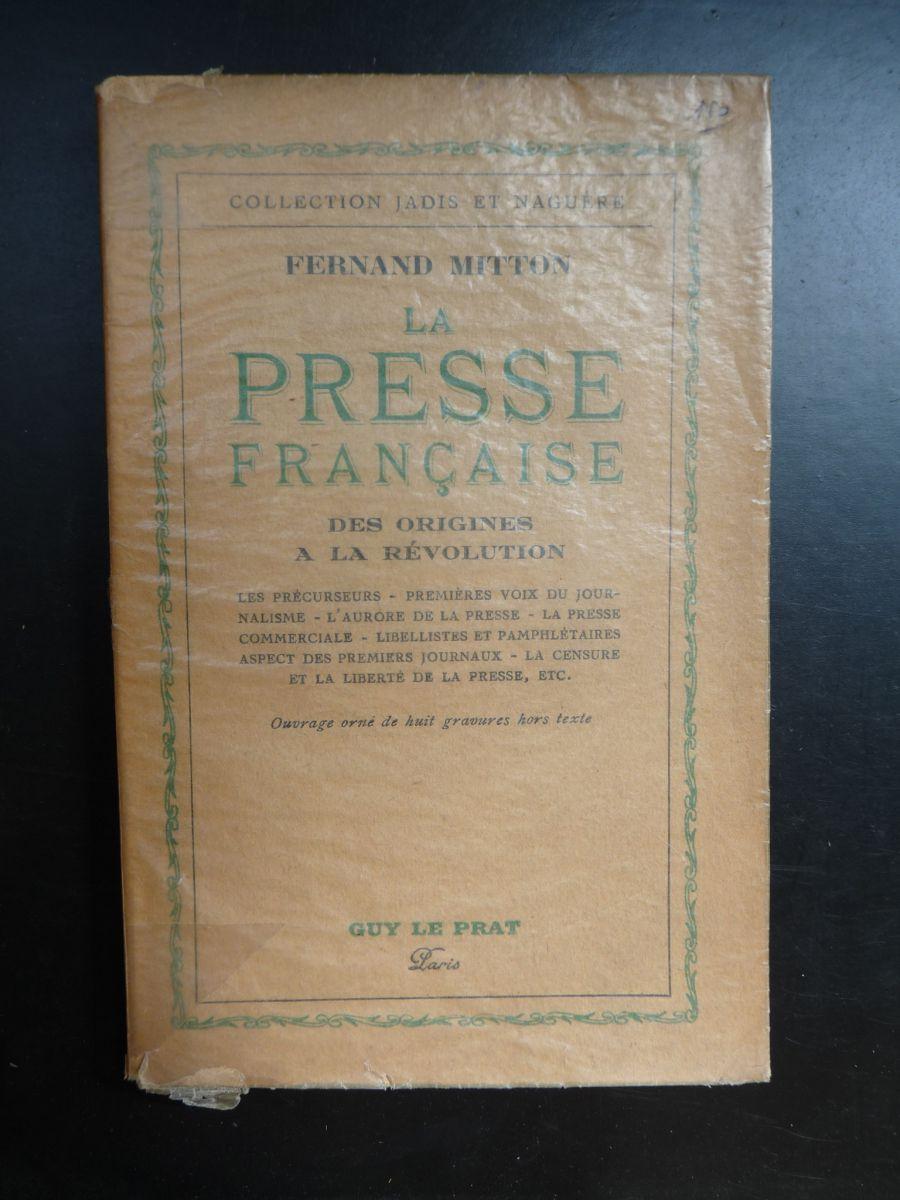 COLLECTION JADIS ET NAGUÈRE
FERNAND MITTON
LA
PRESSE
FRANÇAISE
DES ORIGINES
A LA RÉVOLUTION
LES PRÉCURSEURS - PREMIÈRES VOIX DU JOUR-
NALISME - L'AURORE DE LA PRESSE - LA PRESSE
COMMERCIALE - LIBELLISTES ET PAMPHLÉTAIRES
ASPECT DES PREMIERS JOURNAUX - LA CENSURE
ET LA LIBERTÉ DE LA PRESSE, ETC.
Ouvrage orné de huit gravures hors texte
GUY LE PRAT
Paris